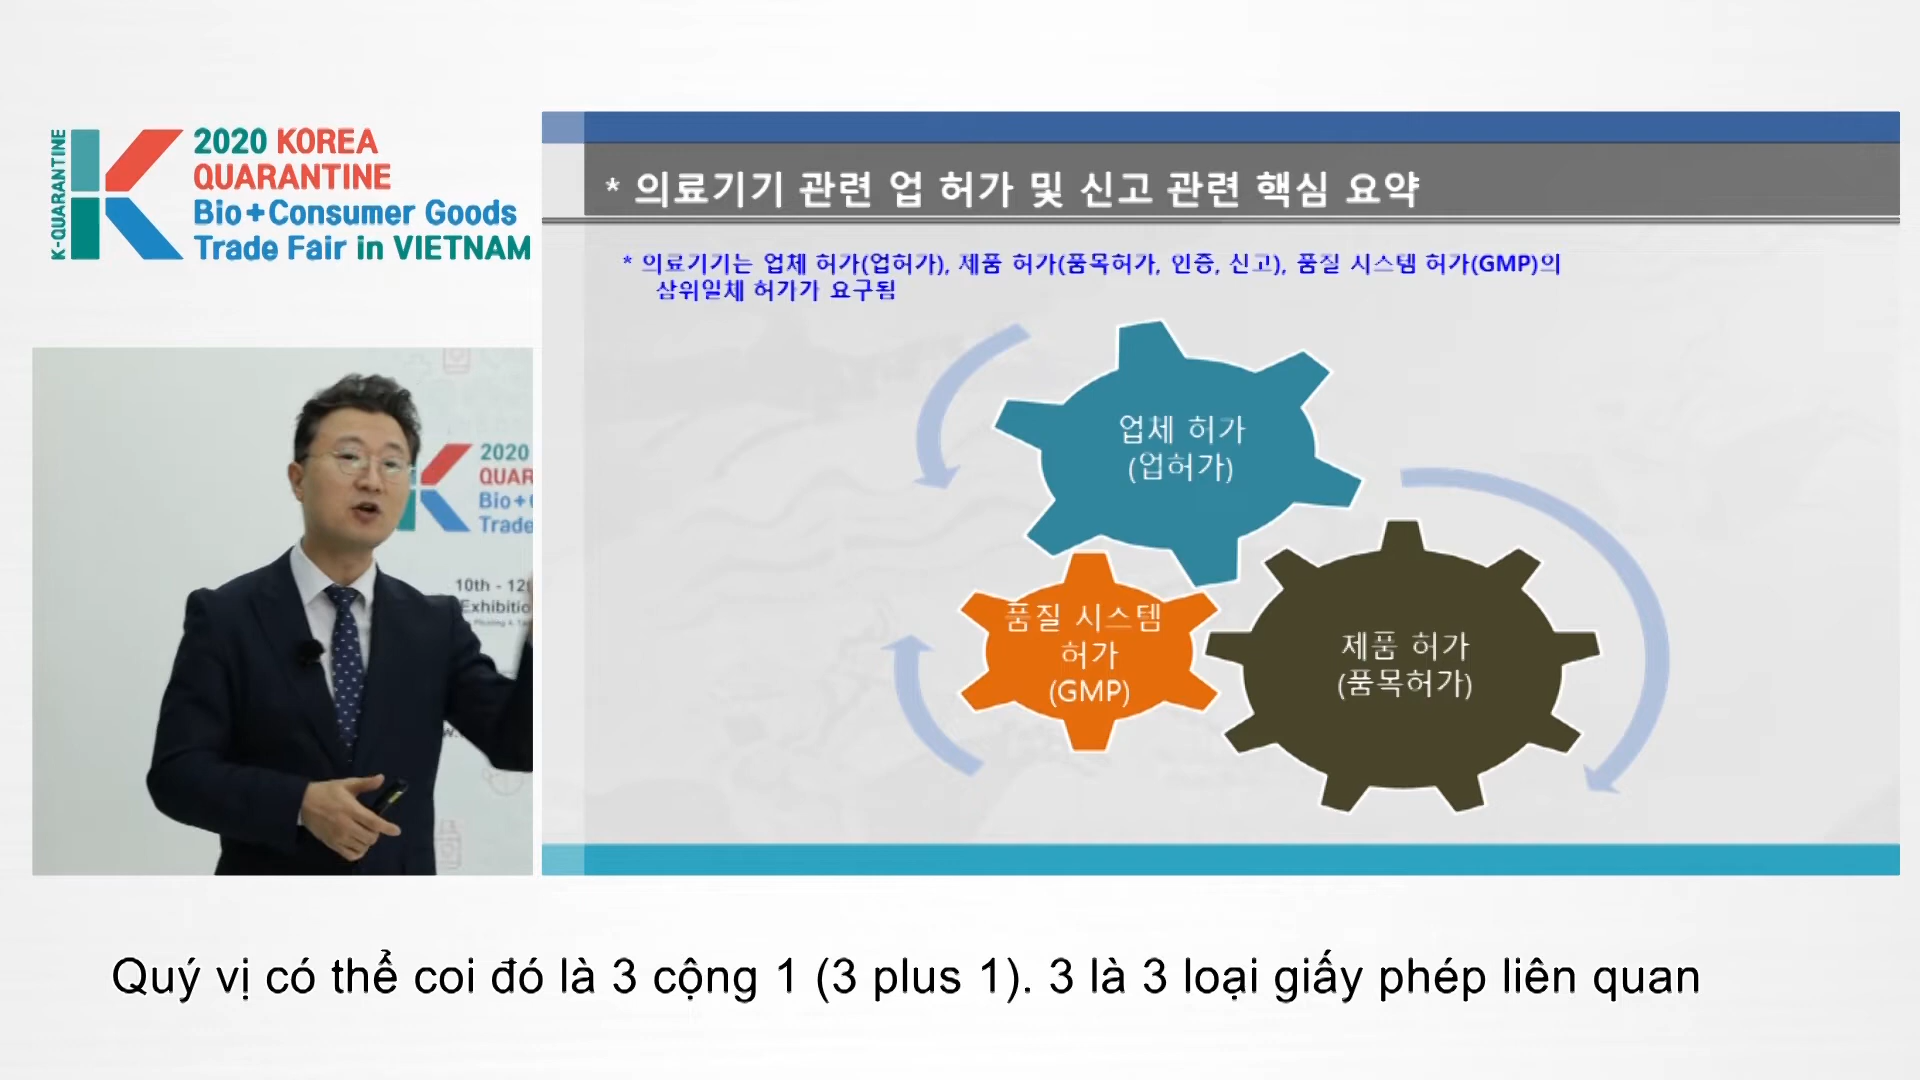 K-QUARANTINE
2020 KOREA
QUARANTINE
Bio+Consumer Goods
Trade Fair in VIETNAM
* 의료기기 관련 업 허가 및 신고 관련 핵심 요약
* 의료기기는 업체 허가(업허가), 제품 허가(품목허가, 인증, 신고), 품질 시스템 허가(GMP)의
삼위일체 허가가 요구됨
업체 허가
(업허가)
품질 시스템
허가
(GMP)
제품 허가
(품목허가)
2020
QUAR
Bio+
Trade
10th - 12
Exhibitio
Quý vị có thể coi đó là 3 cộng 1 (3 plus 1). 3 là 3 loại giấy phép liên quan